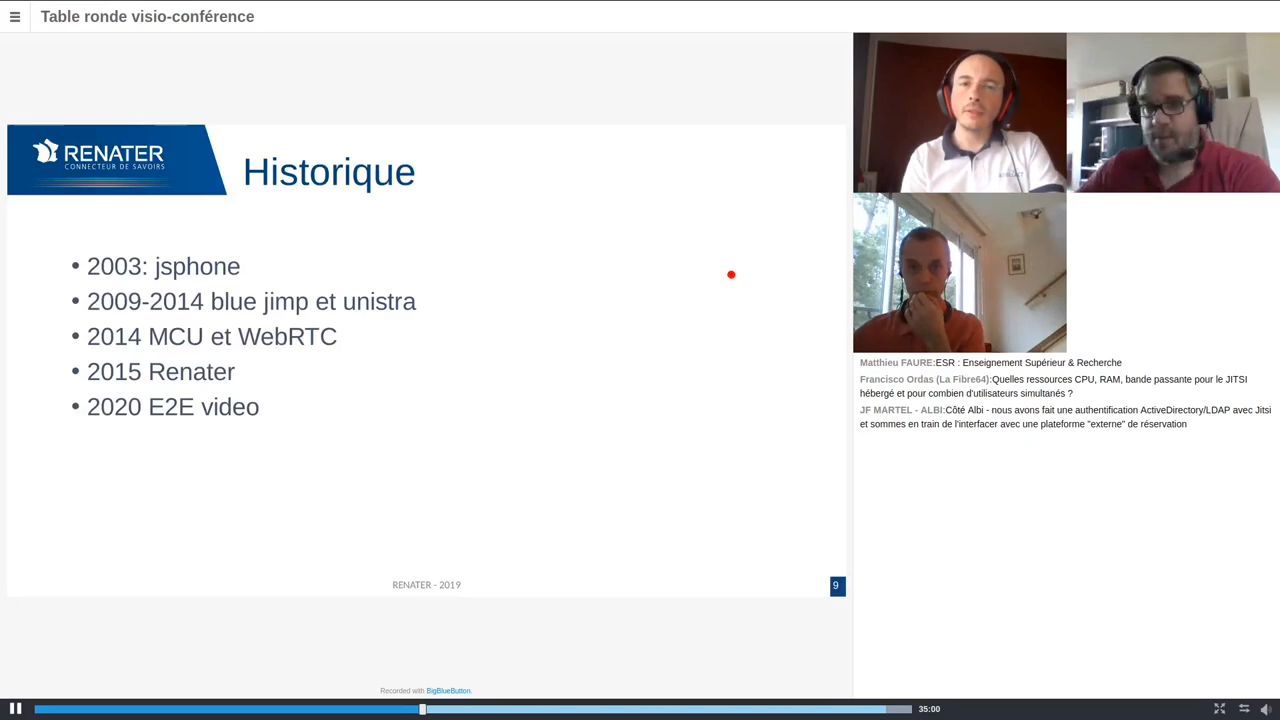 Table ronde visio-conférence
RENATER
CONNECTEUR DE SAVOIRS
Historique
• 2003: jsphone
• 2009-2014 blue jimp et unistra
• 2014 MCU et WebRTC
• 2015 Renater
• 2020 E2E video
RENATER - 2019
9
Matthieu FAURE:ESR : Enseignement Supérieur & Recherche
Francisco Ordas (La Fibre64):Quelles ressources CPU, RAM, bande passante pour le JITSI
hébergé et pour combien d'utilisateurs simultanés ?
JF MARTEL - ALBI:Côté Albi - nous avons fait une authentification ActiveDirectory/LDAP avec Jitsi
et sommes en train de l'interfacer avec une plateforme "externe" de réservation
Recorded with BigBlueButton.
35:00